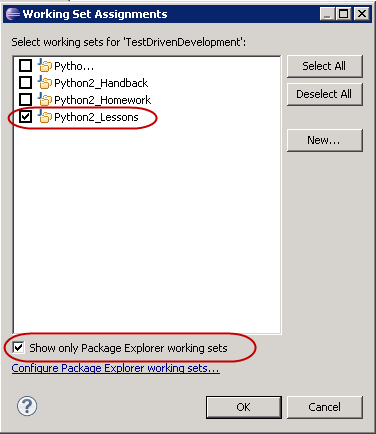 Working Set Assignments
Select working sets for 'TestDrivenDevelopment':
Pytho...
Python2_Handback
Python2_Homework
Python2_Lessons
Select All
Deselect All
New...
Show only Package Explorer working sets
Configure Package Explorer working sets...
?
OK
Cancel